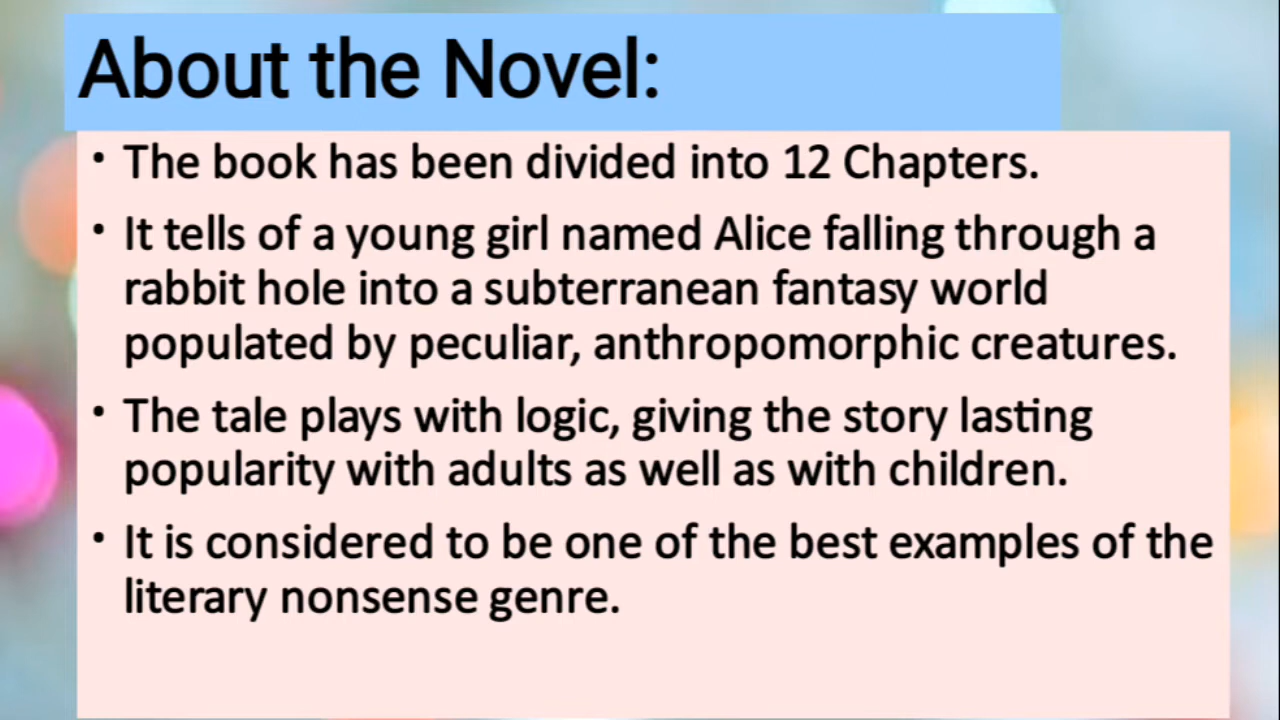 About the Novel:
• The book has been divided into 12 Chapters.
• It tells of a young girl named Alice falling through a
rabbit hole into a subterranean fantasy world
populated by peculiar, anthropomorphic creatures.
• The tale plays with logic, giving the story lasting
popularity with adults as well as with children.
• It is considered to be one of the best examples of the
literary nonsense genre.